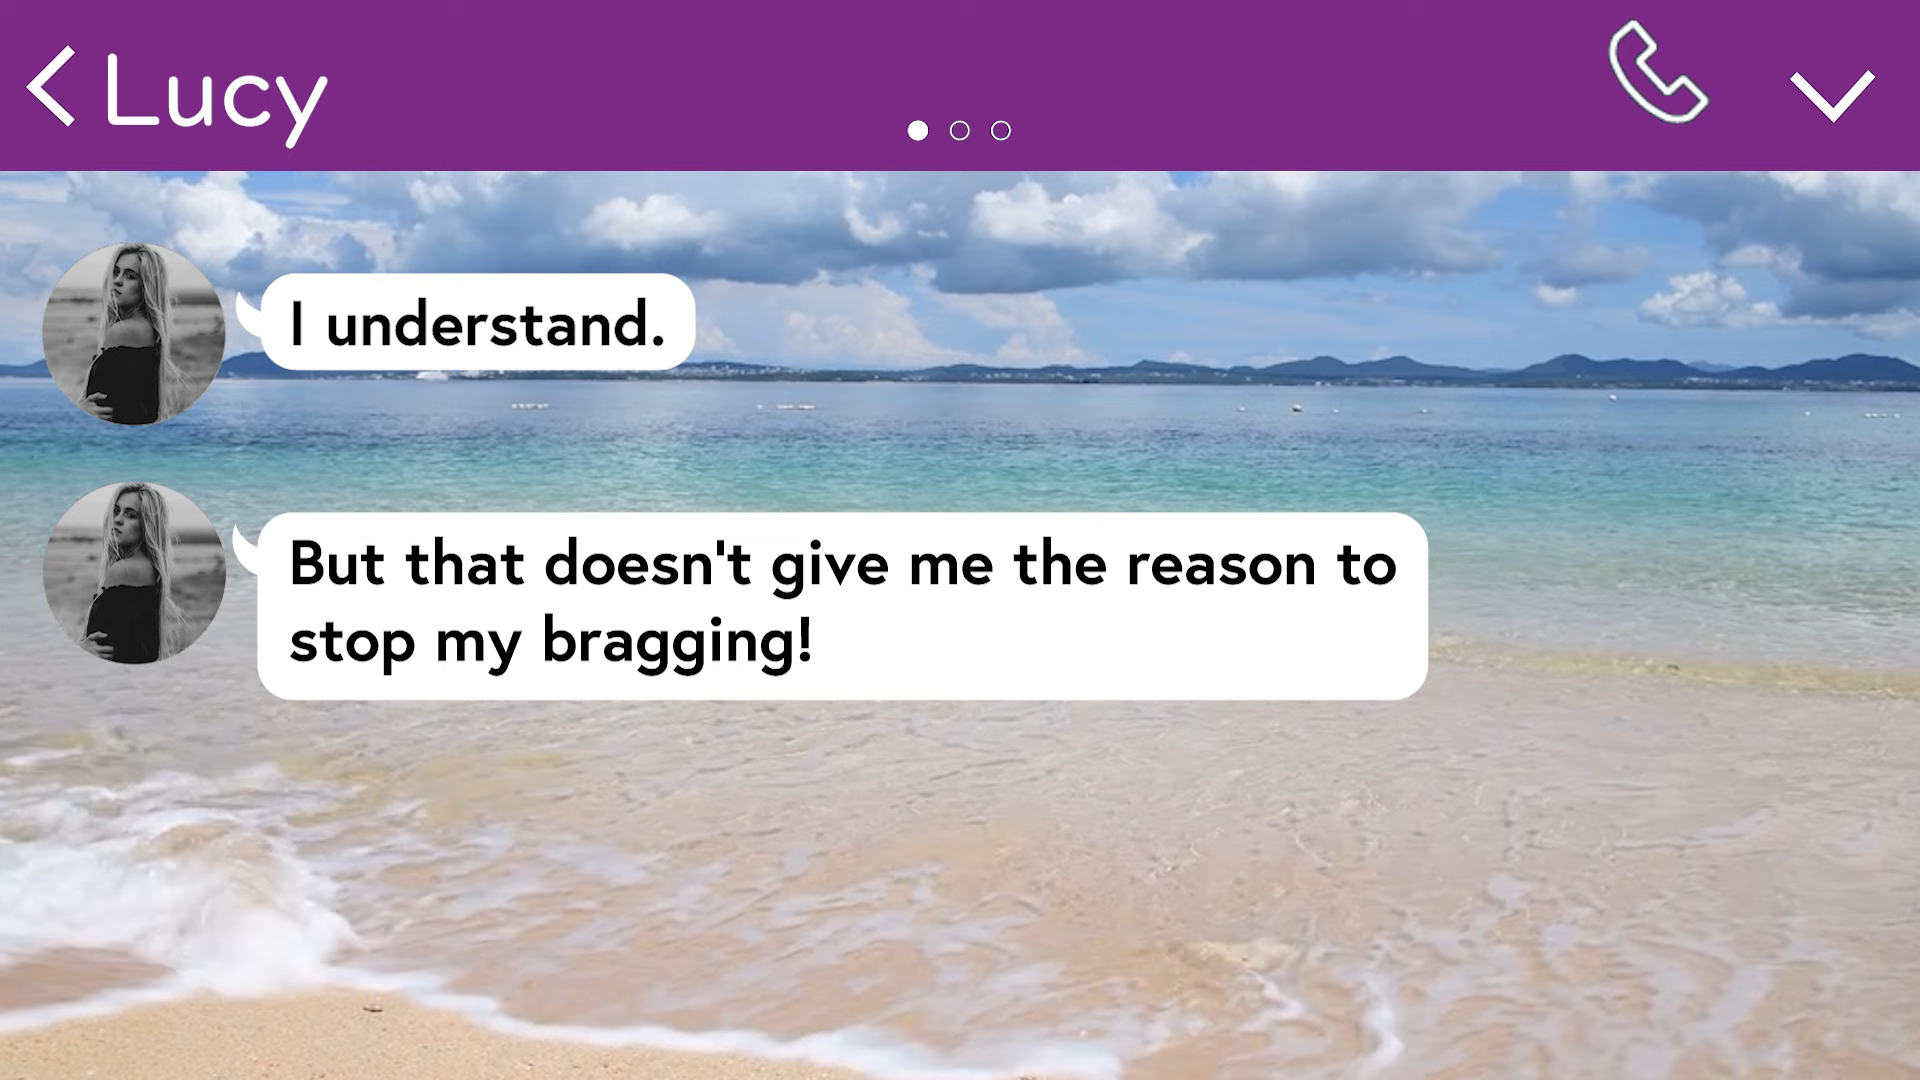 Lucy
I understand.
But that doesn't give me the reason to
stop my bragging!